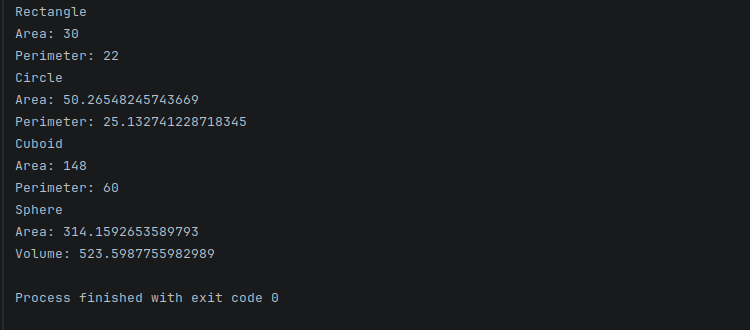 Rectangle
Area: 30
Perimeter: 22
Circle
Area: 50.26548245743669
Perimeter: 25.132741228718345
Cuboid
Area: 148
Perimeter: 60
Sphere
Area: 314.1592653589793
Volume: 523.5987755982989
Process finished with exit code 0